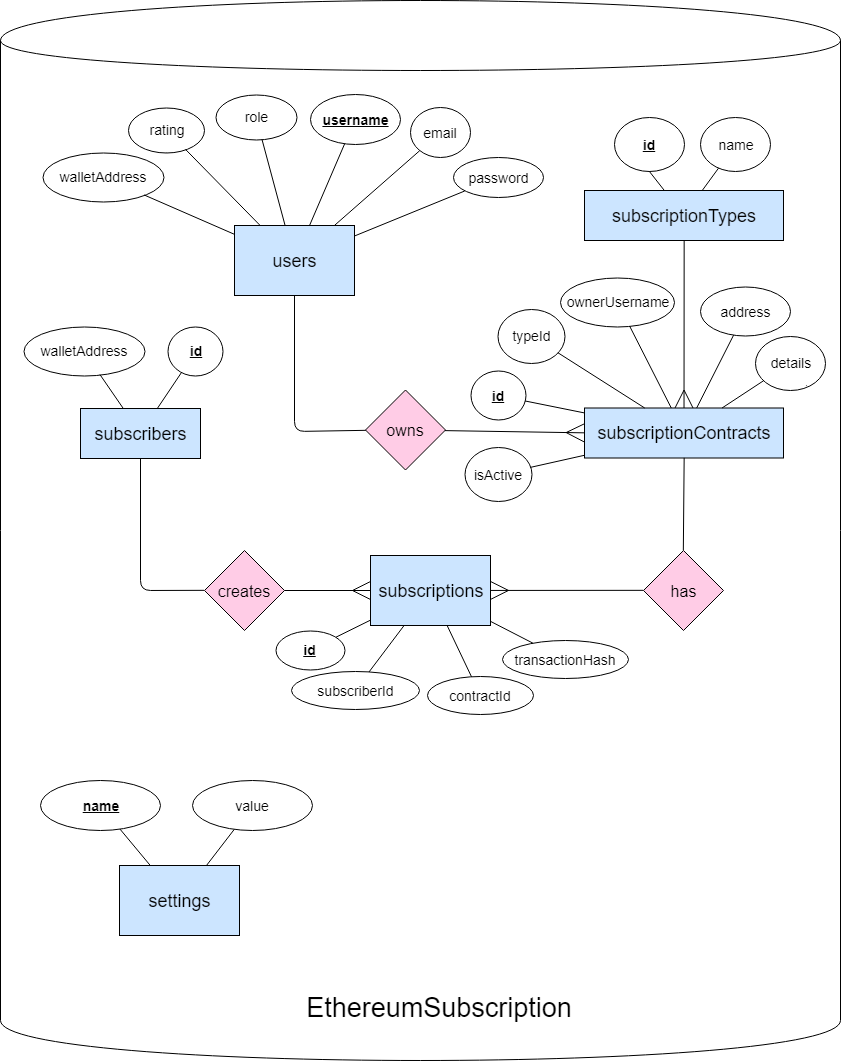 username
role
rating
email
walletAddress
password
id
name
subscriptionTypes
users
ownerUsername
address
typeId
details
walletAddress
id
id
subscribers
owns
subscriptionContracts
isActive
creates
subscriptions
has
id
transactionHash
subscriberId
contractId
name
value
settings
EthereumSubscription